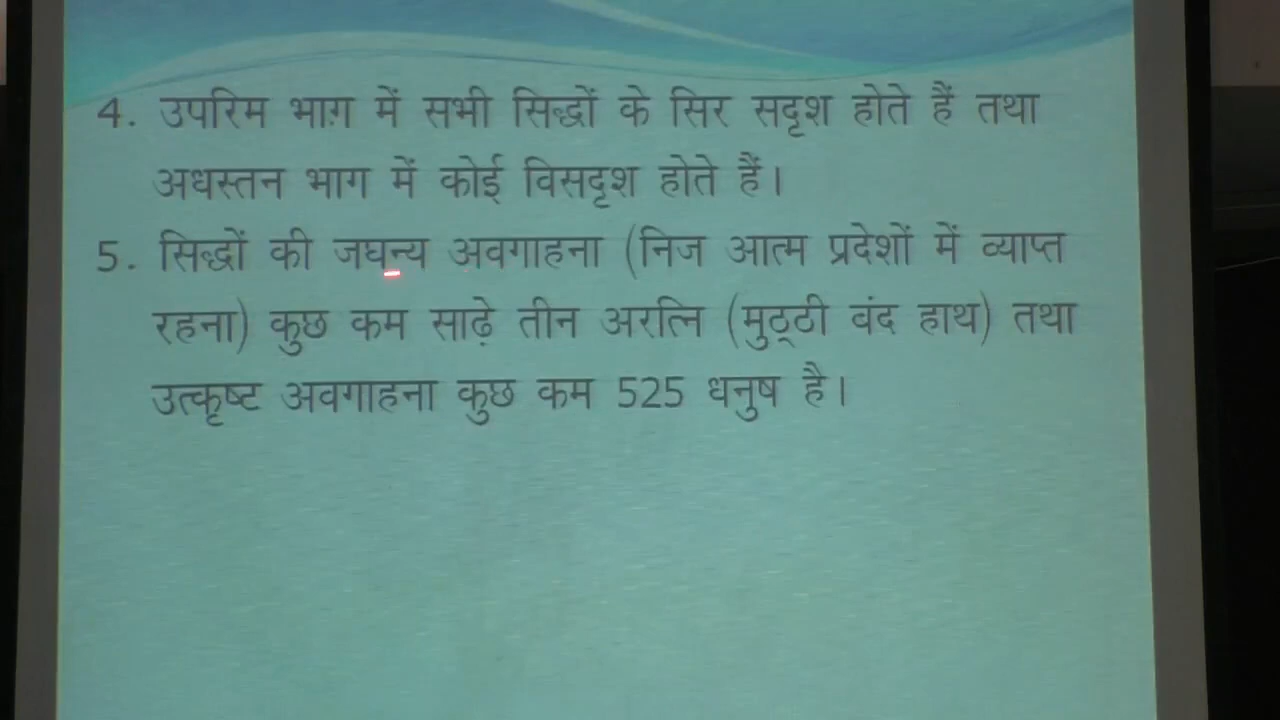 4. उपरिम भाग़ में सभी सिद्धों के सिर सदृश होते हैं तथा
अधस्तन भाग में कोई विसदृश होते हैं।
5. सिद्धों की जघन्य अवगाहना (निज आत्म प्रदेशों में व्याप्त
रहना) कुछ कम साढ़े तीन अरत्नि (मुठ्ठी वंद हाथ) तथा
उत्कृष्ट अवगाहना कुछ कम 525 धनुष है।